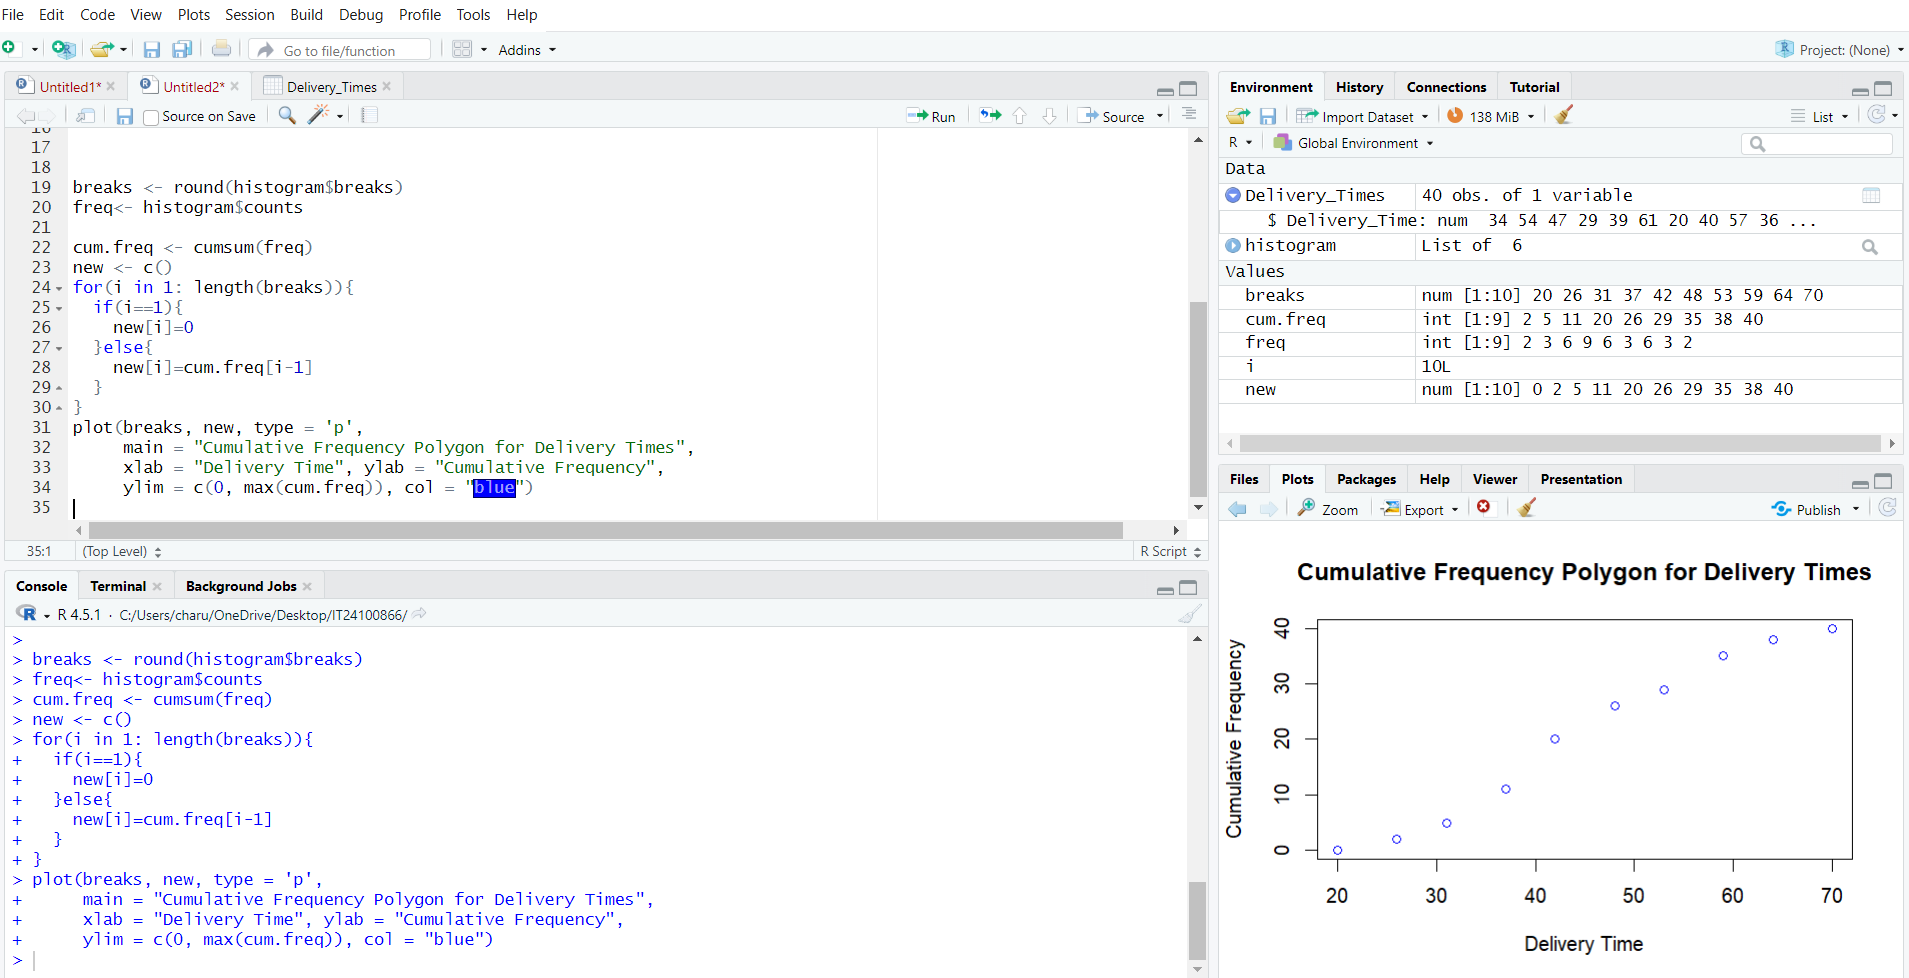 File Edit Code View Plots Session Build Debug Profile Tools Help
Go to file/function Addins Project: (None)
Untitled1* Untitled2* Delivery_Times
Source on Save Run Source
16
17
18
19 breaks <- round(histogram$breaks)
20 freq<- histogram$counts
21
22 cum.freq <- cumsum(freq)
23 new <- c()
24 for(i in 1: length(breaks)){
25 if(i==1){
26 new[i]=0
27 }else{
28 new[i]=cum.freq[i-1]
29 }
30 }
31 plot(breaks, new, type = 'p',
32 main = "Cumulative Frequency Polygon for Delivery Times",
33 xlab = "Delivery Time", ylab = "Cumulative Frequency",
34 ylim = c(0, max(cum.freq)), col = "blue")
35
35:1 (Top Level) R Script
Console Terminal Background Jobs
R 4.5.1 · C:/Users/charu/OneDrive/Desktop/IT24100866/
>
> breaks <- round(histogram$breaks)
> freq<- histogram$counts
> cum.freq <- cumsum(freq)
> new <- c()
> for(i in 1: length(breaks)){
+ if(i==1){
+ new[i]=0
+ }else{
+ new[i]=cum.freq[i-1]
+ }
+ }
> plot(breaks, new, type = 'p',
+ main = "Cumulative Frequency Polygon for Delivery Times",
+ xlab = "Delivery Time", ylab = "Cumulative Frequency",
+ ylim = c(0, max(cum.freq)), col = "blue")
>
Environment History Connections Tutorial
Import Dataset 138 MiB List
R Global Environment
Data
Delivery_Times 40 obs. of 1 variable
$ Delivery_Time: num 34 54 47 29 39 61 20 40 57 36 ...
histogram List of 6
Values
breaks num [1:10] 20 26 31 37 42 48 53 59 64 70
cum.freq int [1:9] 2 5 11 20 26 29 35 38 40
freq int [1:9] 2 3 6 9 6 3 6 3 2
i 10L
new num [1:10] 0 2 5 11 20 26 29 35 38 40
Files Plots Packages Help Viewer Presentation
Zoom Export Publish
Cumulative Frequency Polygon for Delivery Times
Cumulative Frequency
40
30
20
10
0
20 30 40 50 60 70
Delivery Time